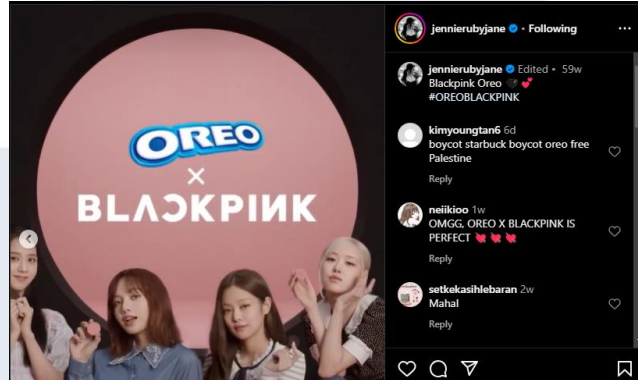 OREO
×
BLACKPINK
jennierubyjane • Following
jennierubyjane Edited • 59w
Blackpink Oreo 🖤 💕
#OREOBLACKPINK
kimyoungtan6 6d
boycot starbuck boycot oreo free
Palestine
Reply
neiikioo 1w
OMGG, OREO X BLACKPINK IS
PERFECT 💘 💘 💘
Reply
setkekasihlebaran 2w
Mahal
Reply